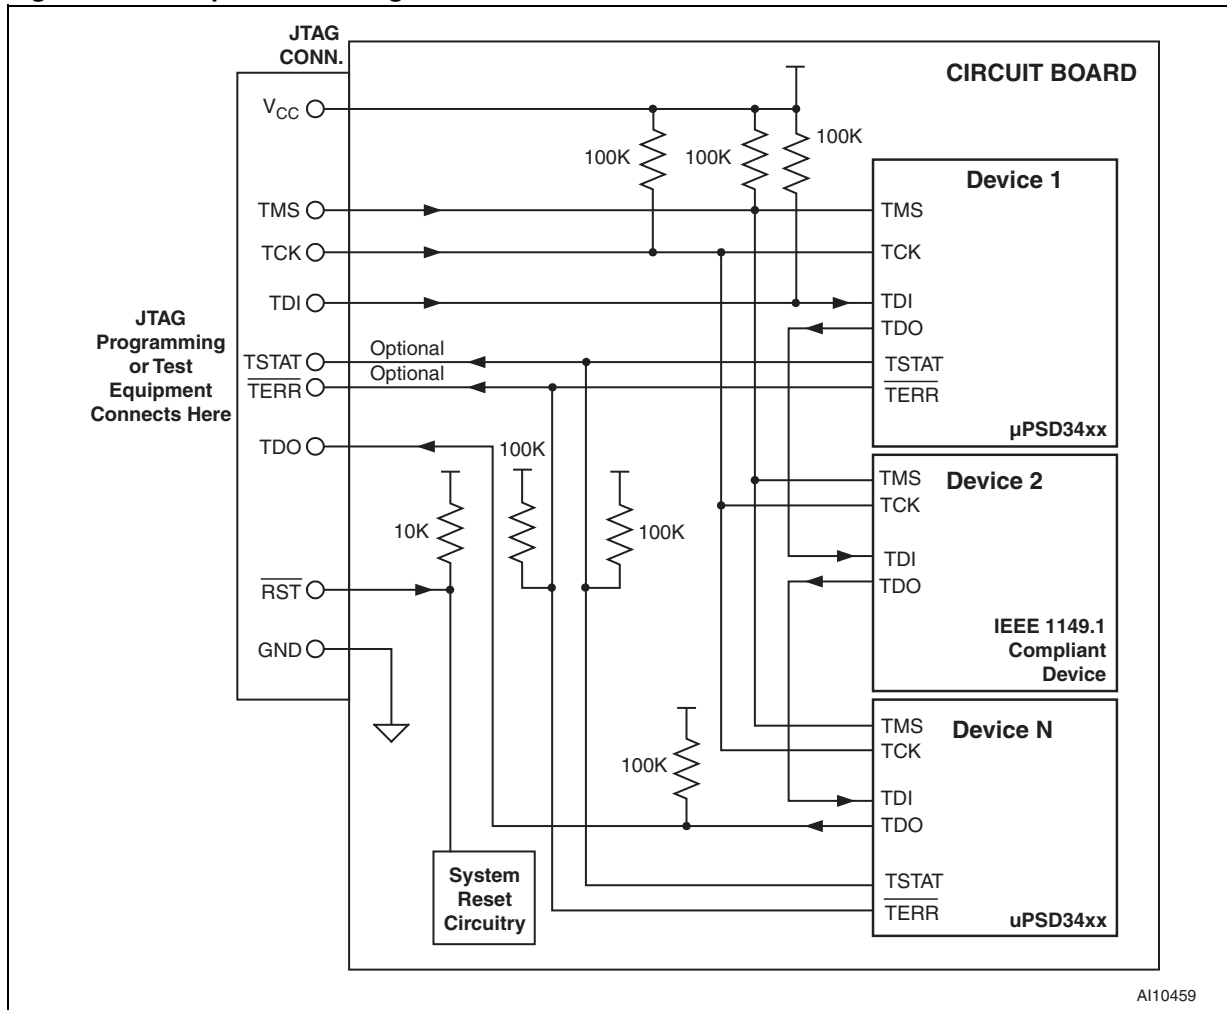 JTAG
CONN.
CIRCUIT BOARD
VCC
100K
100K
100K
Device 1
TMS
TMS
TCK
TCK
TDI
TDI
TDO
JTAG
Programming
or Test
Equipment
Connects Here
TSTAT
Optional
TSTAT
TERR
Optional
TERR
µPSD34xx
TDO
100K
10K
100K
TMS
Device 2
TCK
TDI
TDO
IEEE 1149.1
Compliant
Device
RST
GND
TMS
Device N
TCK
100K
TDI
TDO
System
Reset
Circuitry
TSTAT
TERR
uPSD34xx
AI10459